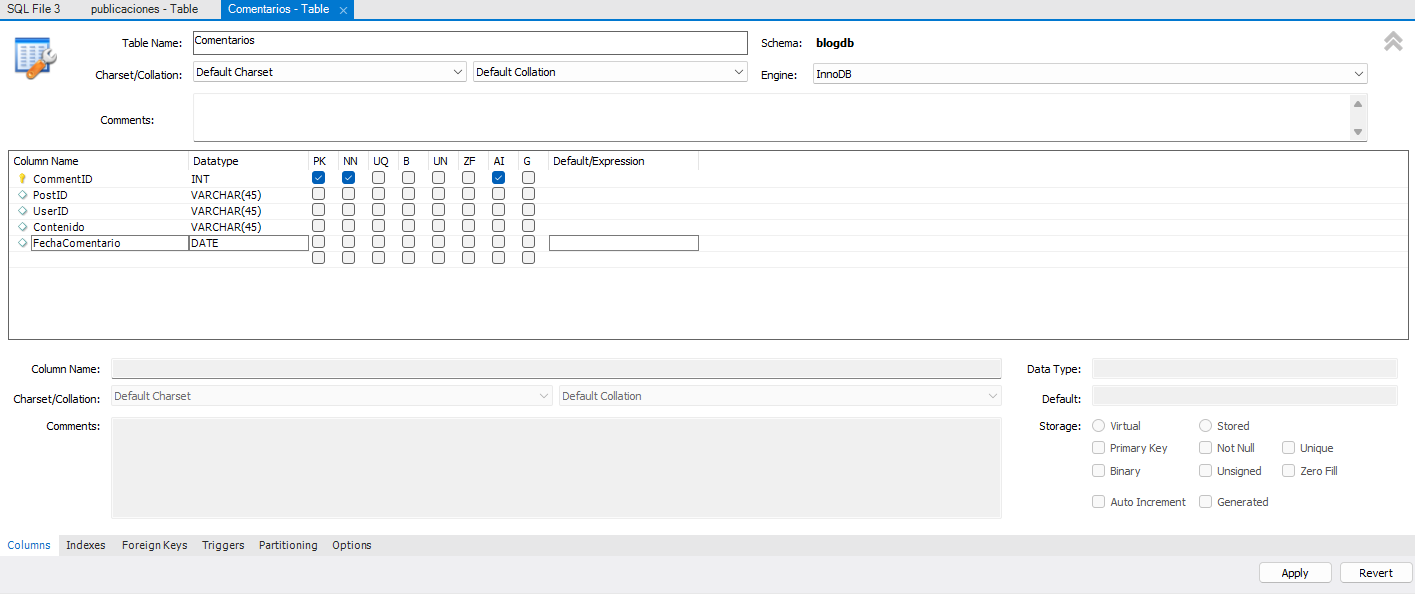 SQL File 3 publicaciones - Table Comentarios - Table
Table Name: Comentarios Schema: blogdb
Charset/Collation: Default Charset Default Collation Engine: InnoDB
Comments:
Column Name Datatype PK NN UQ B UN ZF AI G Default/Expression
CommentID INT
PostID VARCHAR(45)
UserID VARCHAR(45)
Contenido VARCHAR(45)
FechaComentario DATE
Column Name: Data Type:
Charset/Collation: Default Charset Default Collation Default:
Comments: Storage: Virtual Stored
Primary Key Not Null Unique
Binary Unsigned Zero Fill
Auto Increment Generated
Columns Indexes Foreign Keys Triggers Partitioning Options
Apply Revert